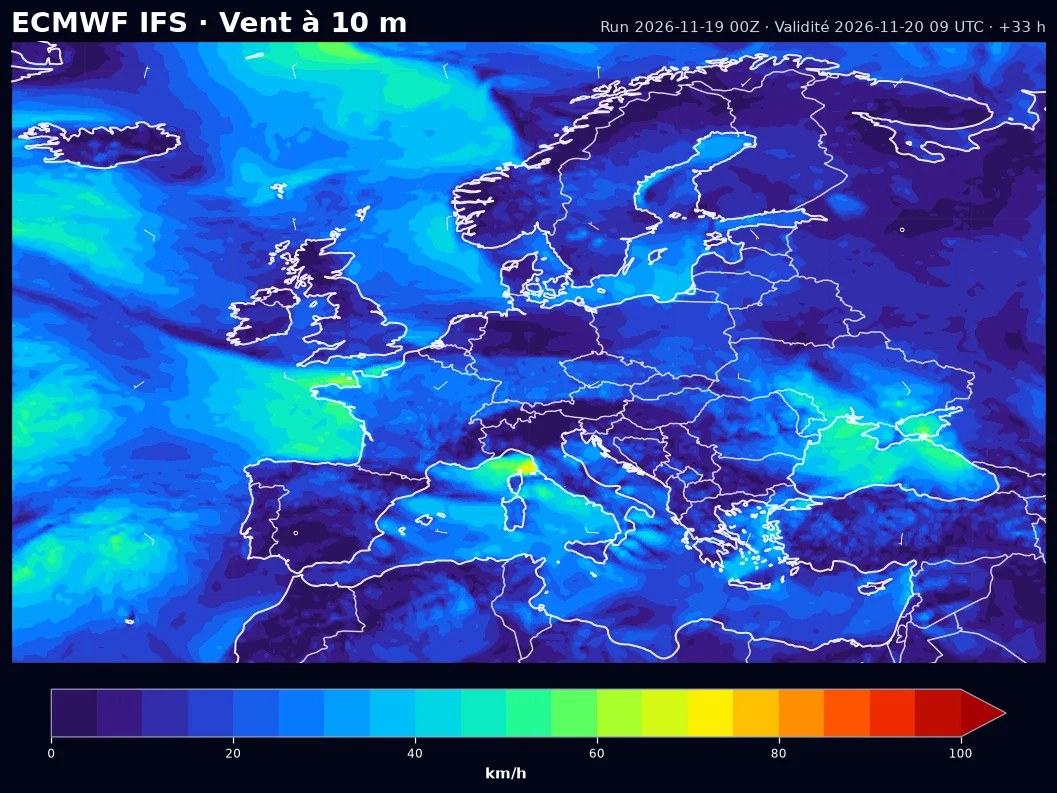 ECMWF IFS · Vent à 10 m
Run 2026-11-19 00Z · Validité 2026-11-20 09 UTC · +33 h
0 20 40 60 80 100
km/h